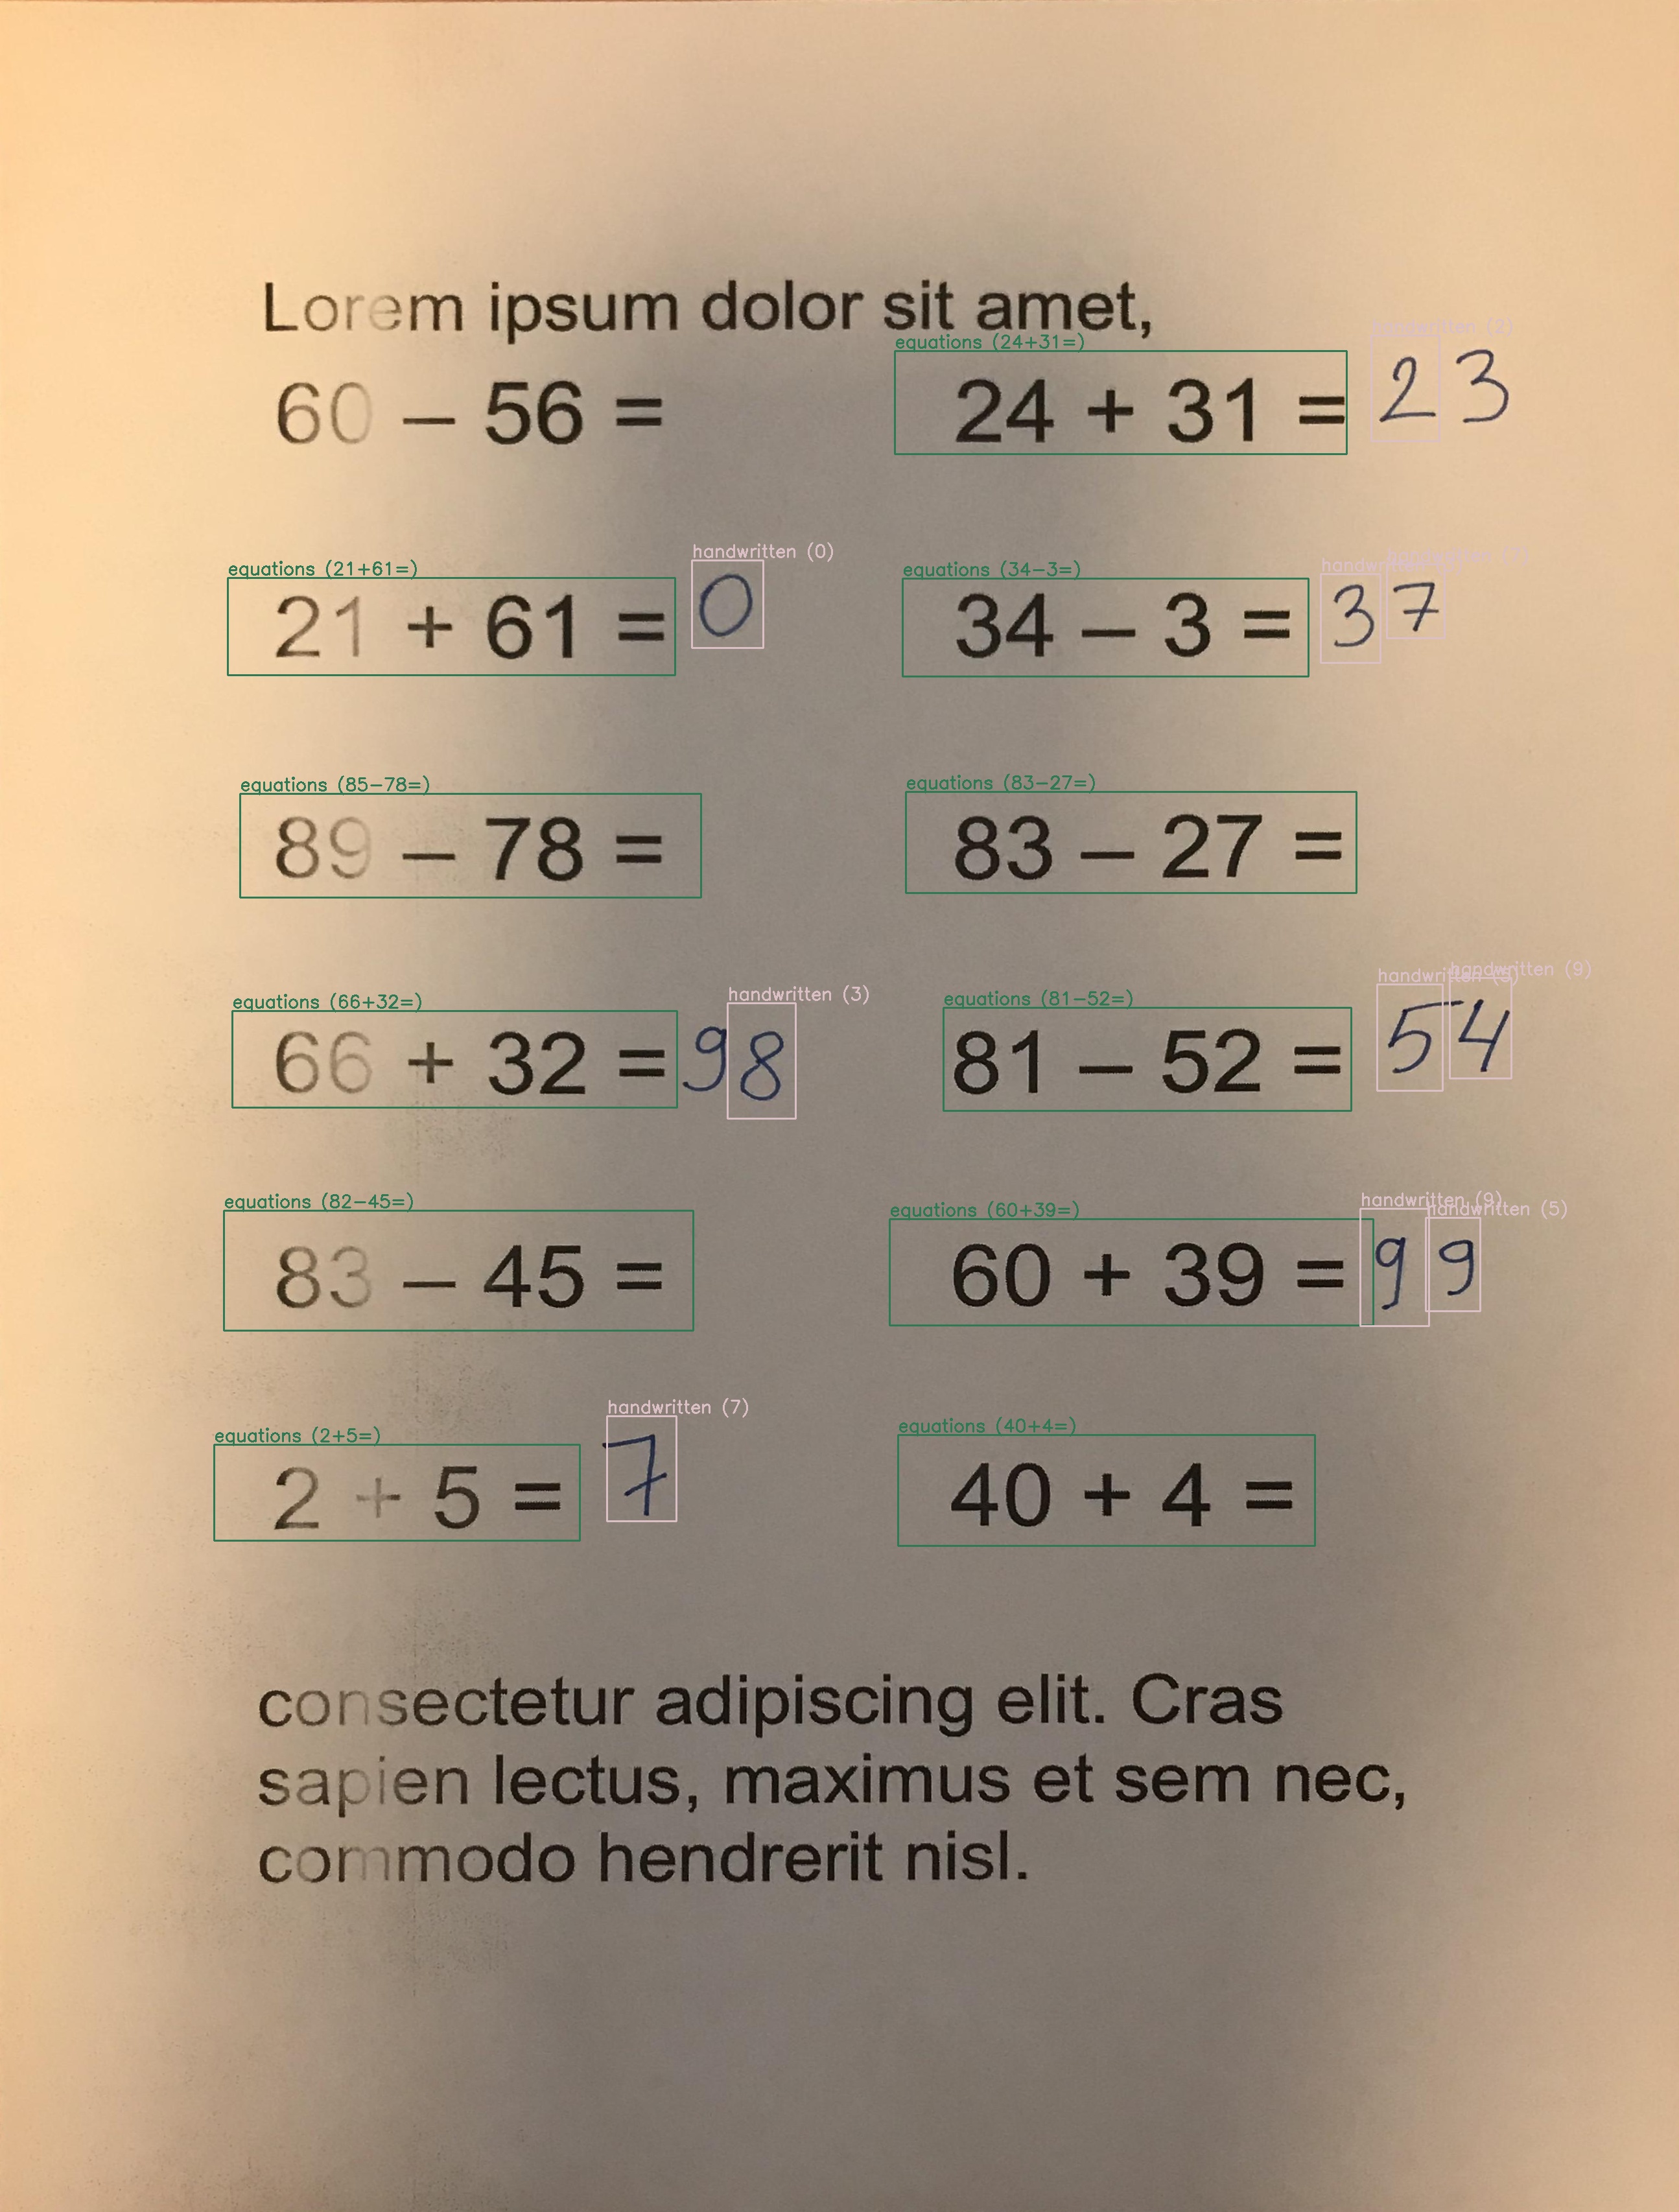 Lorem ipsum dolor sit amet,
equations (24+31=) handwritten (2)
60 – 56 = 24 + 31 = 23
equations (21+61=) handwritten (0) equations (34-3=)
21 + 61 = 0 34 – 3 = 37
equations (85-78=) equations (83-27=)
89 – 78 = 83 – 27 =
equations (66+32=) handwritten (3) equations (81-52=) handwritten (5) handwritten (9)
66 + 32 = 98 81 – 52 = 54
equations (82-45=) equations (60+39=) handwritten (9) handwritten (5)
83 – 45 = 60 + 39 = 99
equations (2+5=) handwritten (7) equations (40+4=)
2 + 5 = 7 40 + 4 =
consectetur adipiscing elit. Cras
sapien lectus, maximus et sem nec,
commodo hendrerit nisl.